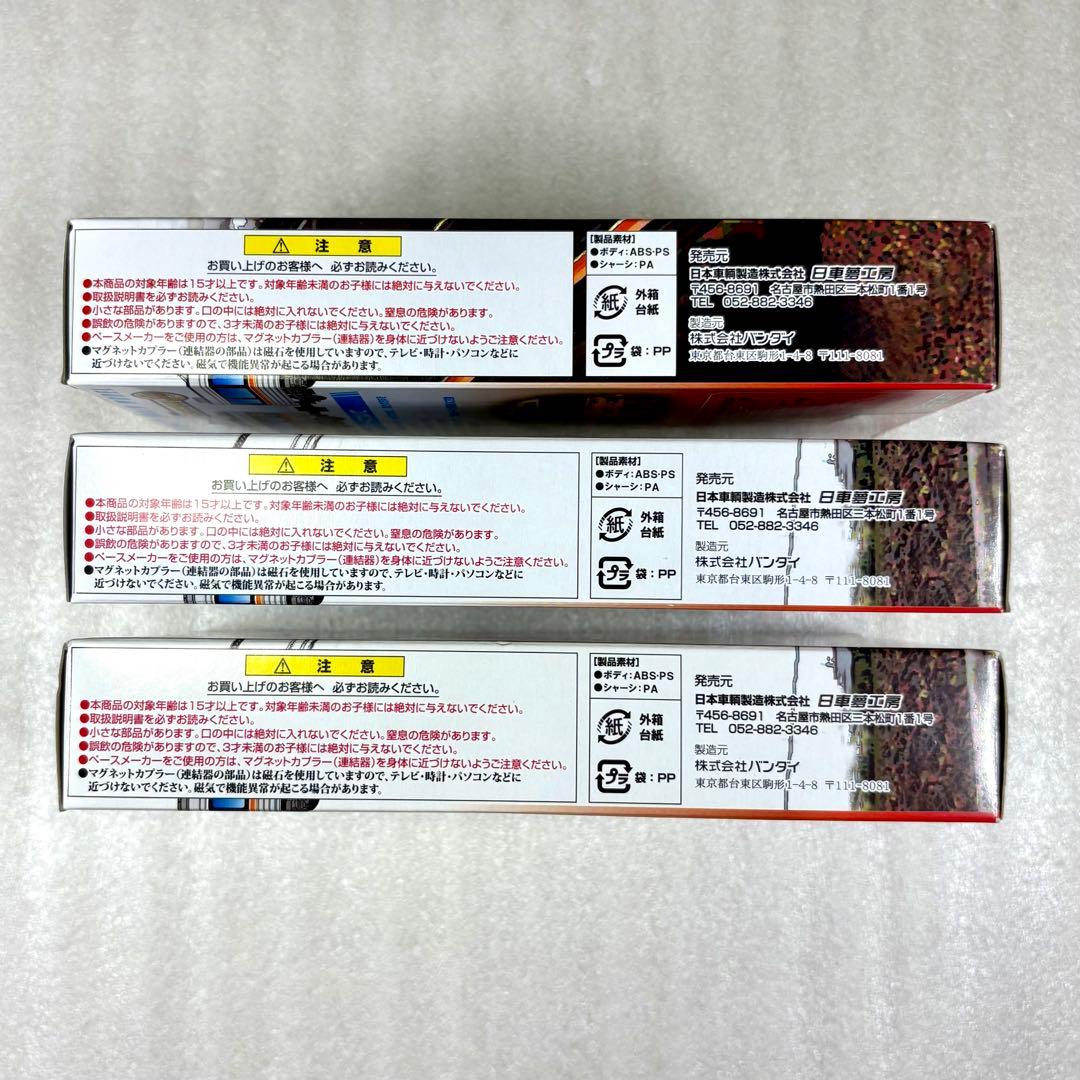 注意
お買い上げのお客様へ 必ずお読みください。
●本商品の対象年齢は15才以上です。対象年齢未満のお子様には絶対に与えないでください。
●取扱説明書を必ずお読みください。
●小さな部品があります。口の中には絶対に入れないでください。窒息の危険があります。
●誤飲の危険がありますので、3才未満のお子様には絶対に与えないでください。
●ペースメーカーをご使用の方は、マグネットカプラー(連結器)を身体に近づけないようご注意ください。
●マグネットカプラー(連結器の部品)は磁石を使用していますので、テレビ・時計・パソコンなどに
近づけないでください。磁気で機能異常が起こる場合があります。
[製品素材]
●ボディ:ABS・PS
●シャーシ:PA
紙 外箱
台紙
プラ 袋:PP
発売元
日本車輌製造株式会社 日車夢工房
〒456-8691 名古屋市熱田区三本松町1番1号
TEL 052-882-3346
製造元
株式会社バンダイ
東京都台東区駒形1-4-8 〒111-8081
注意
お買い上げのお客様へ 必ずお読みください。
●本商品の対象年齢は15才以上です。対象年齢未満のお子様には絶対に与えないでください。
●取扱説明書を必ずお読みください。
●小さな部品があります。口の中には絶対に入れないでください。窒息の危険があります。
●誤飲の危険がありますので、3才未満のお子様には絶対に与えないでください。
●ペースメーカーをご使用の方は、マグネットカプラー(連結器)を身体に近づけないようご注意ください。
●マグネットカプラー(連結器の部品)は磁石を使用していますので、テレビ・時計・パソコンなどに
近づけないでください。磁気で機能異常が起こる場合があります。
[製品素材]
●ボディ:ABS・PS
●シャーシ:PA
紙 外箱
台紙
プラ 袋:PP
発売元
日本車輌製造株式会社 日車夢工房
〒456-8691 名古屋市熱田区三本松町1番1号
TEL 052-882-3346
製造元
株式会社バンダイ
東京都台東区駒形1-4-8 〒111-8081
注意
お買い上げのお客様へ 必ずお読みください。
●本商品の対象年齢は15才以上です。対象年齢未満のお子様には絶対に与えないでください。
●取扱説明書を必ずお読みください。
●小さな部品があります。口の中には絶対に入れないでください。窒息の危険があります。
●誤飲の危険がありますので、3才未満のお子様には絶対に与えないでください。
●ペースメーカーをご使用の方は、マグネットカプラー(連結器)を身体に近づけないようご注意ください。
●マグネットカプラー(連結器の部品)は磁石を使用していますので、テレビ・時計・パソコンなどに
近づけないでください。磁気で機能異常が起こる場合があります。
[製品素材]
●ボディ:ABS・PS
●シャーシ:PA
紙 外箱
台紙
プラ 袋:PP
発売元
日本車輌製造株式会社 日車夢工房
〒456-8691 名古屋市熱田区三本松町1番1号
TEL 052-882-3346
製造元
株式会社バンダイ
東京都台東区駒形1-4-8 〒111-8081